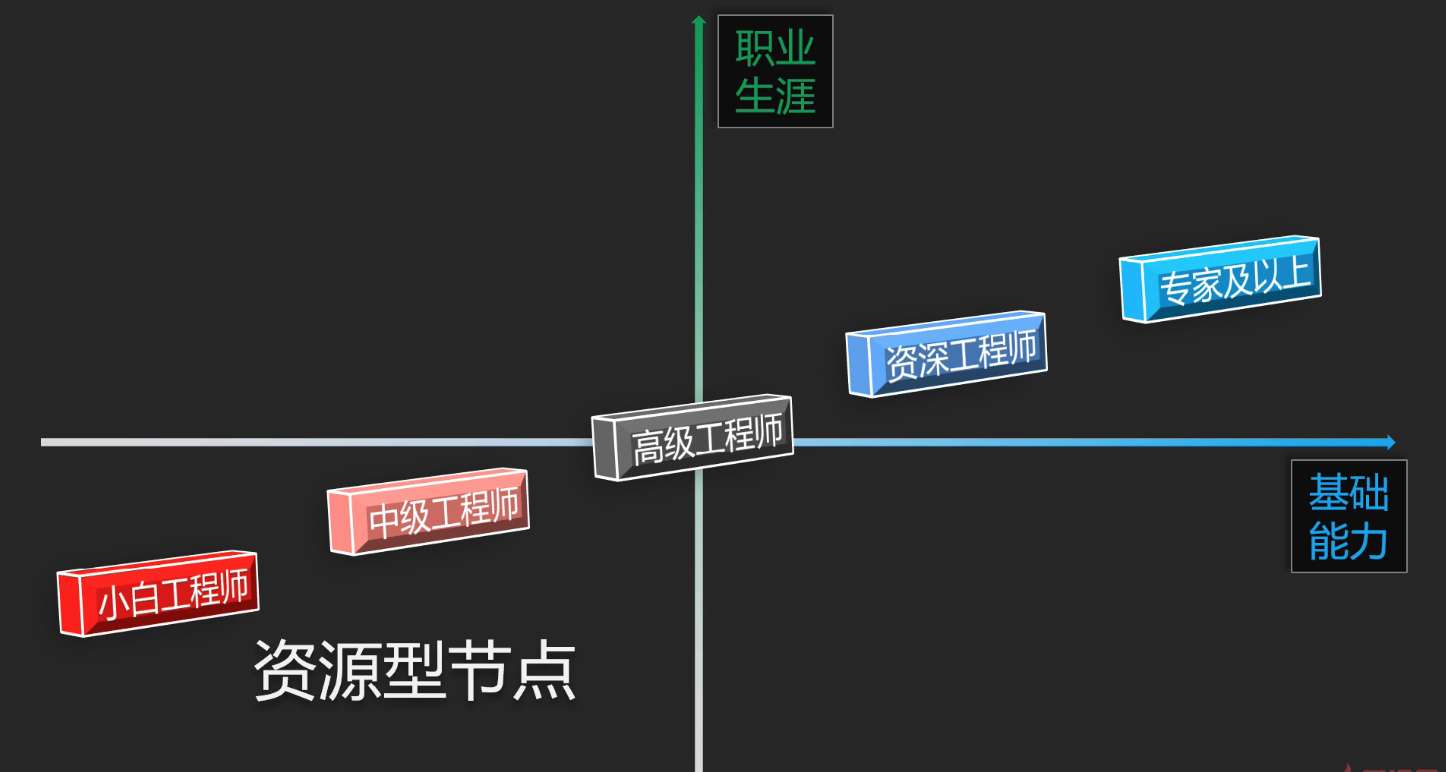 职业
生涯
专家及以上
资深工程师
高级工程师
基础
能力
中级工程师
小白工程师
资源型节点